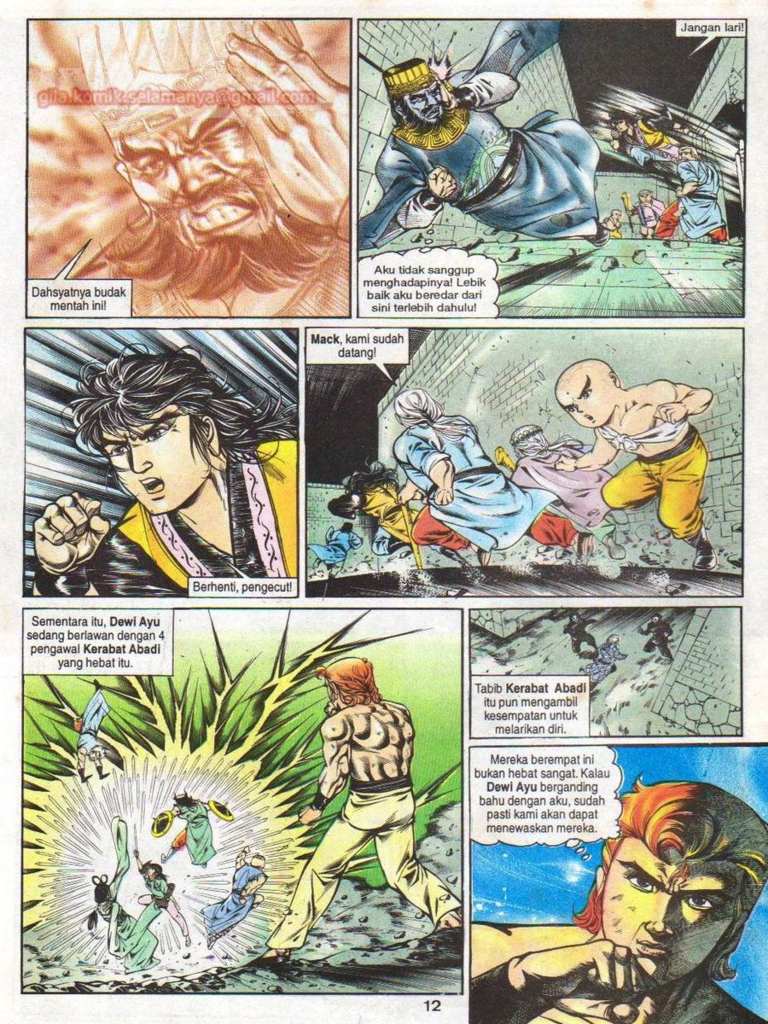 gila.komik.selamanya@gmail.com
Dahsyatnya budak
mentah ini!
Jangan lari!
Aku tidak sanggup
menghadapinya! Lebih
baik aku beredar dari
sini terlebih dahulu!
Berhenti, pengecut!
Mack, kami sudah
datang!
Sementara itu, Dewi Ayu
sedang berlawan dengan 4
pengawal Kerabat Abadi
yang hebat itu.
Tabib Kerabat Abadi
itu pun mengambil
kesempatan untuk
melarikan diri.
Mereka berempat ini
bukan hebat sangat. Kalau
Dewi Ayu berganding
bahu dengan aku, sudah
pasti kami akan dapat
menewaskan mereka.
12